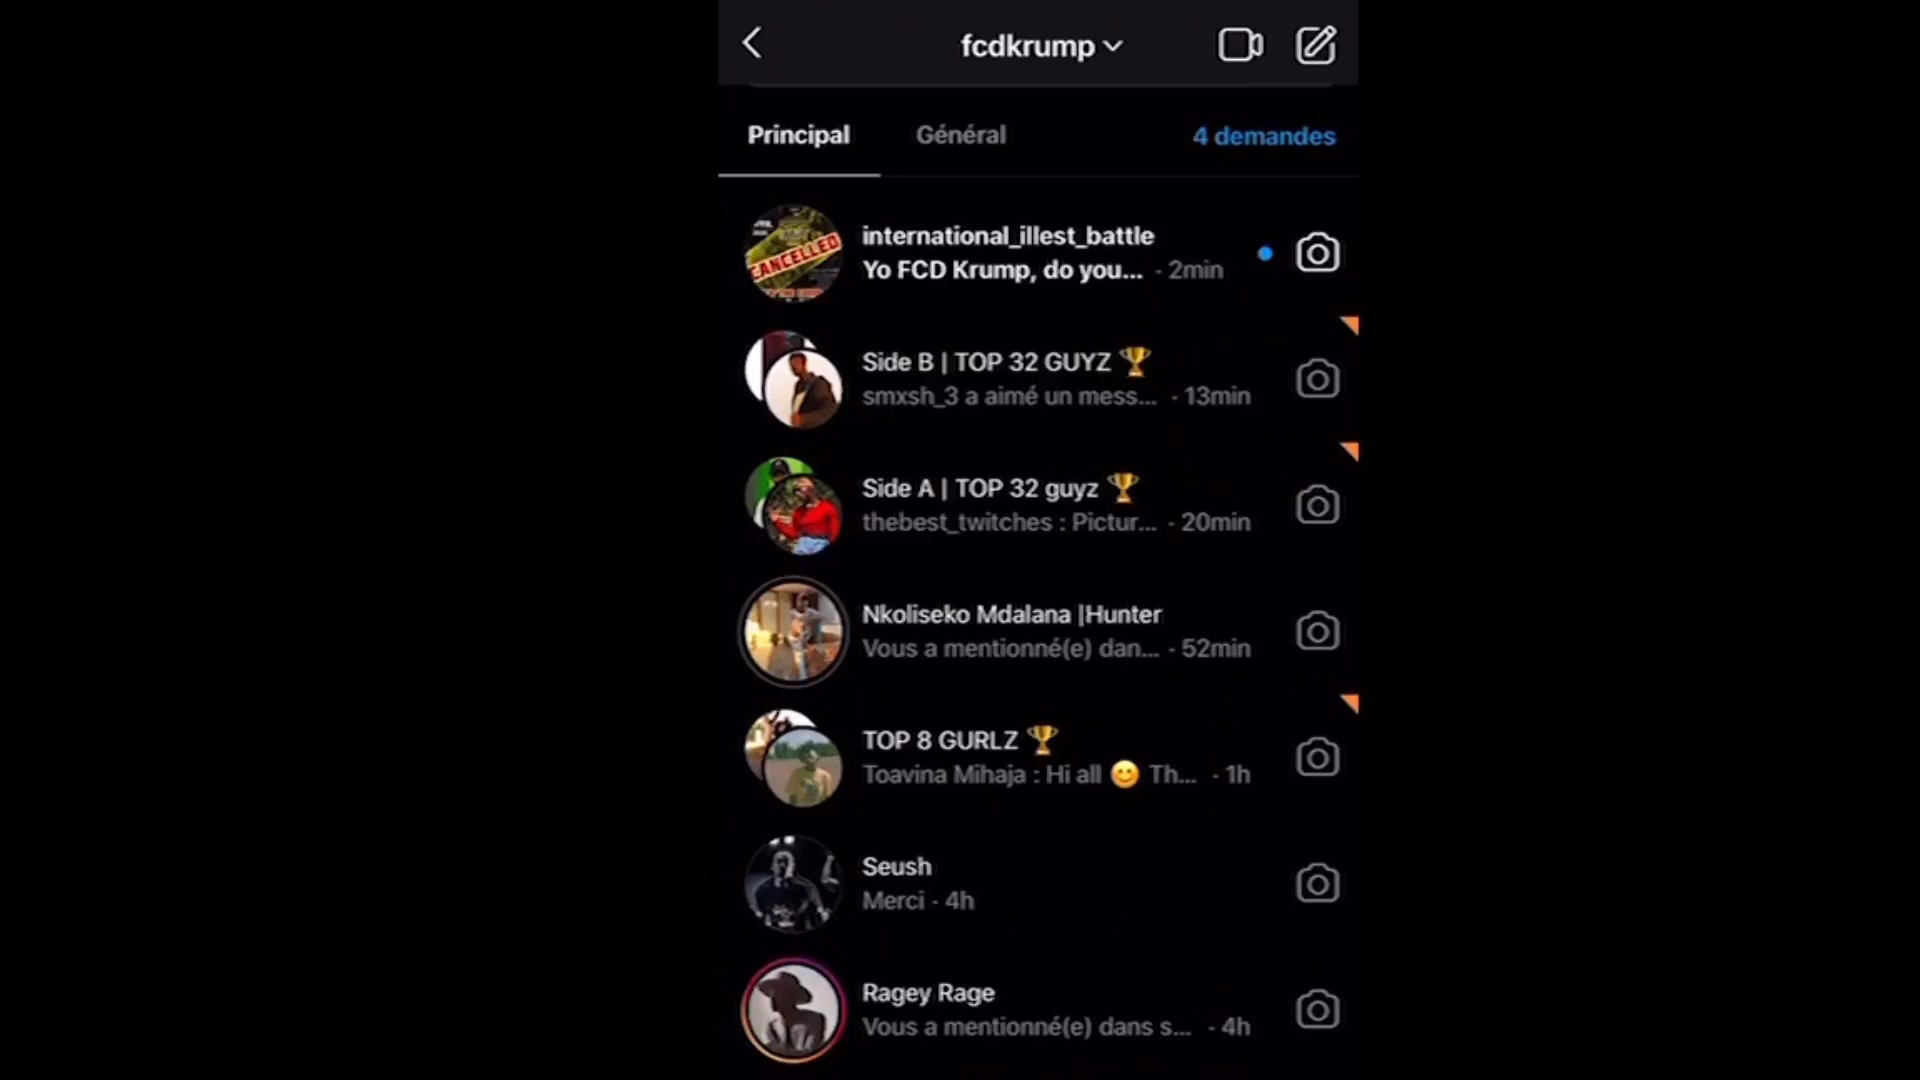 fcdkrump
Principal
Général
4 demandes
CANCELLED
international_illest_battle
Yo FCD Krump, do you... · 2min
Side B | TOP 32 GUYZ 🏆
smxsh_3 a aimé un mess... · 13min
Side A | TOP 32 guyz 🏆
thebest_twitches : Pictur... · 20min
Nkoliseko Mdalana |Hunter
Vous a mentionné(e) dan... · 52min
TOP 8 GURLZ 🏆
Toavina Mihaja : Hi all 😊 Th... · 1h
Seush
Merci · 4h
Ragey Rage
Vous a mentionné(e) dans s... · 4h